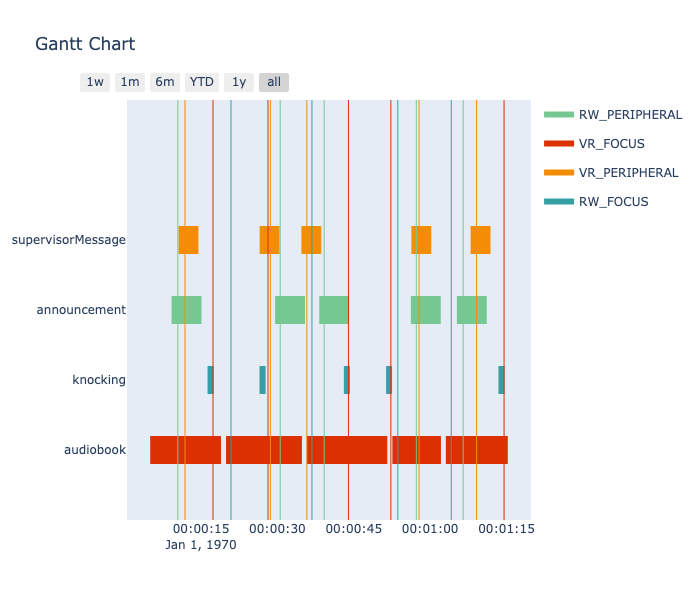 Gantt Chart
1w 1m 6m YTD 1y all
RW_PERIPHERAL
VR_FOCUS
VR_PERIPHERAL
RW_FOCUS
supervisorMessage
announcement
knocking
audiobook
00:00:15 00:00:30 00:00:45 00:01:00 00:01:15
Jan 1, 1970